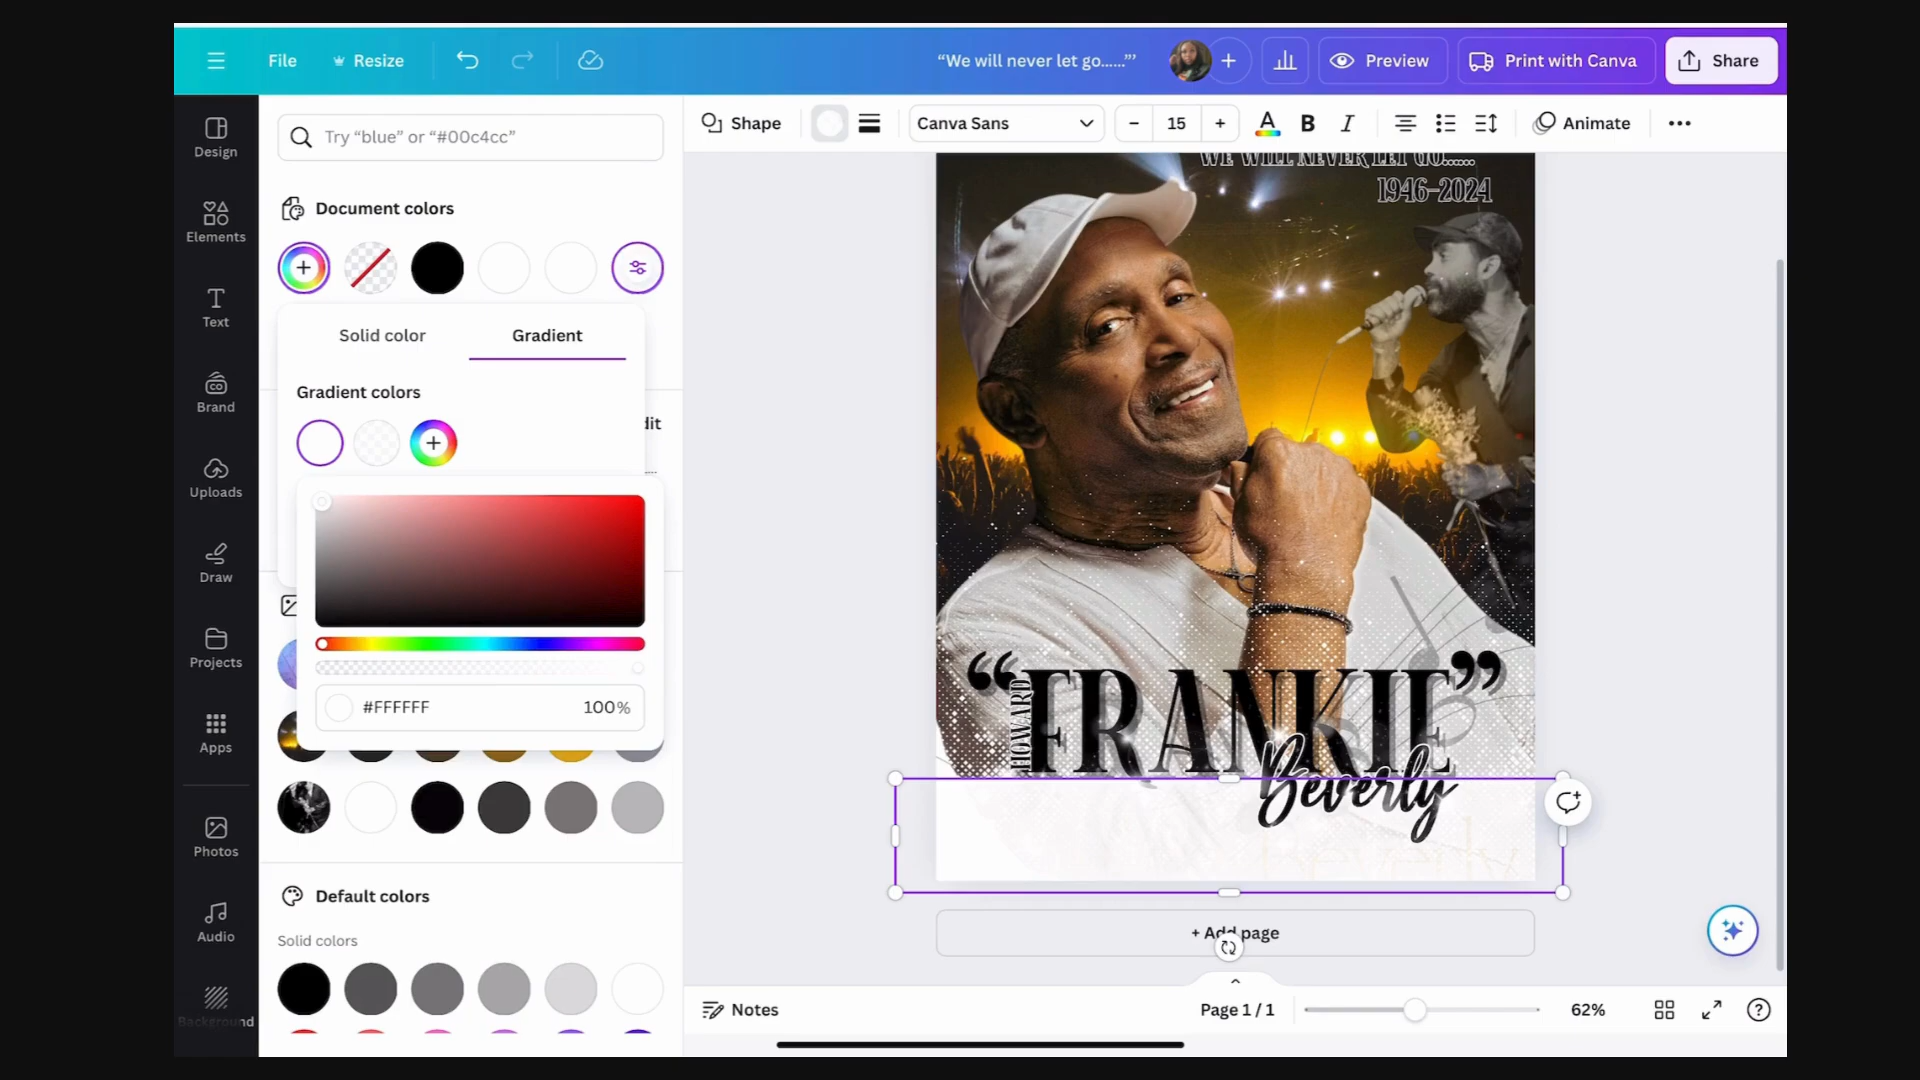 File
Resize
“We will never let go......”
Preview
Print with Canva
Share
Design
Elements
Text
Brand
Uploads
Draw
Projects
Apps
Photos
Audio
Background
Try “blue” or “#00c4cc”
Document colors
Solid color
Gradient
Gradient colors
dit
#FFFFFF
100%
Default colors
Solid colors
Shape
Canva Sans
15
Animate
WE WILL NEVER LET GO......
1946-2024
“FRANKIE”
HOWARD
Beverly
+ Add page
Notes
Page 1 / 1
62%